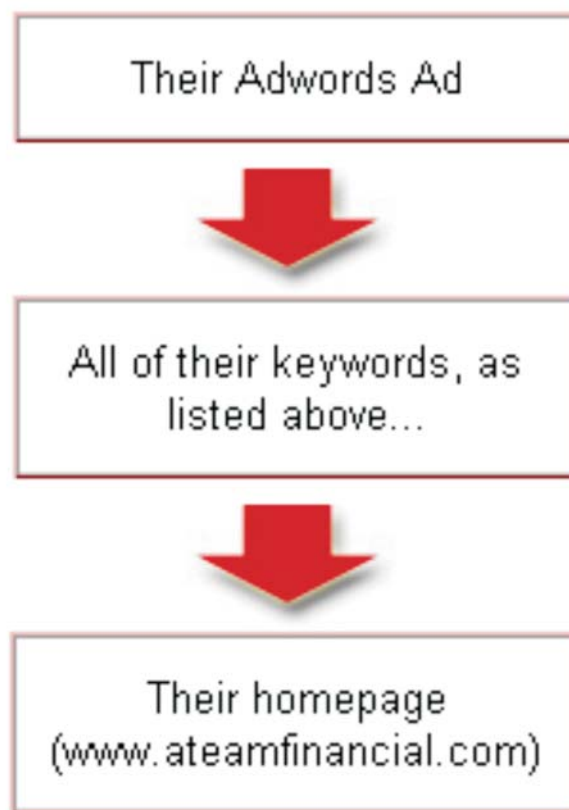 Their Adwords Ad
All of their keywords, as
listed above...
Their homepage
(www.ateamfinancial.com)